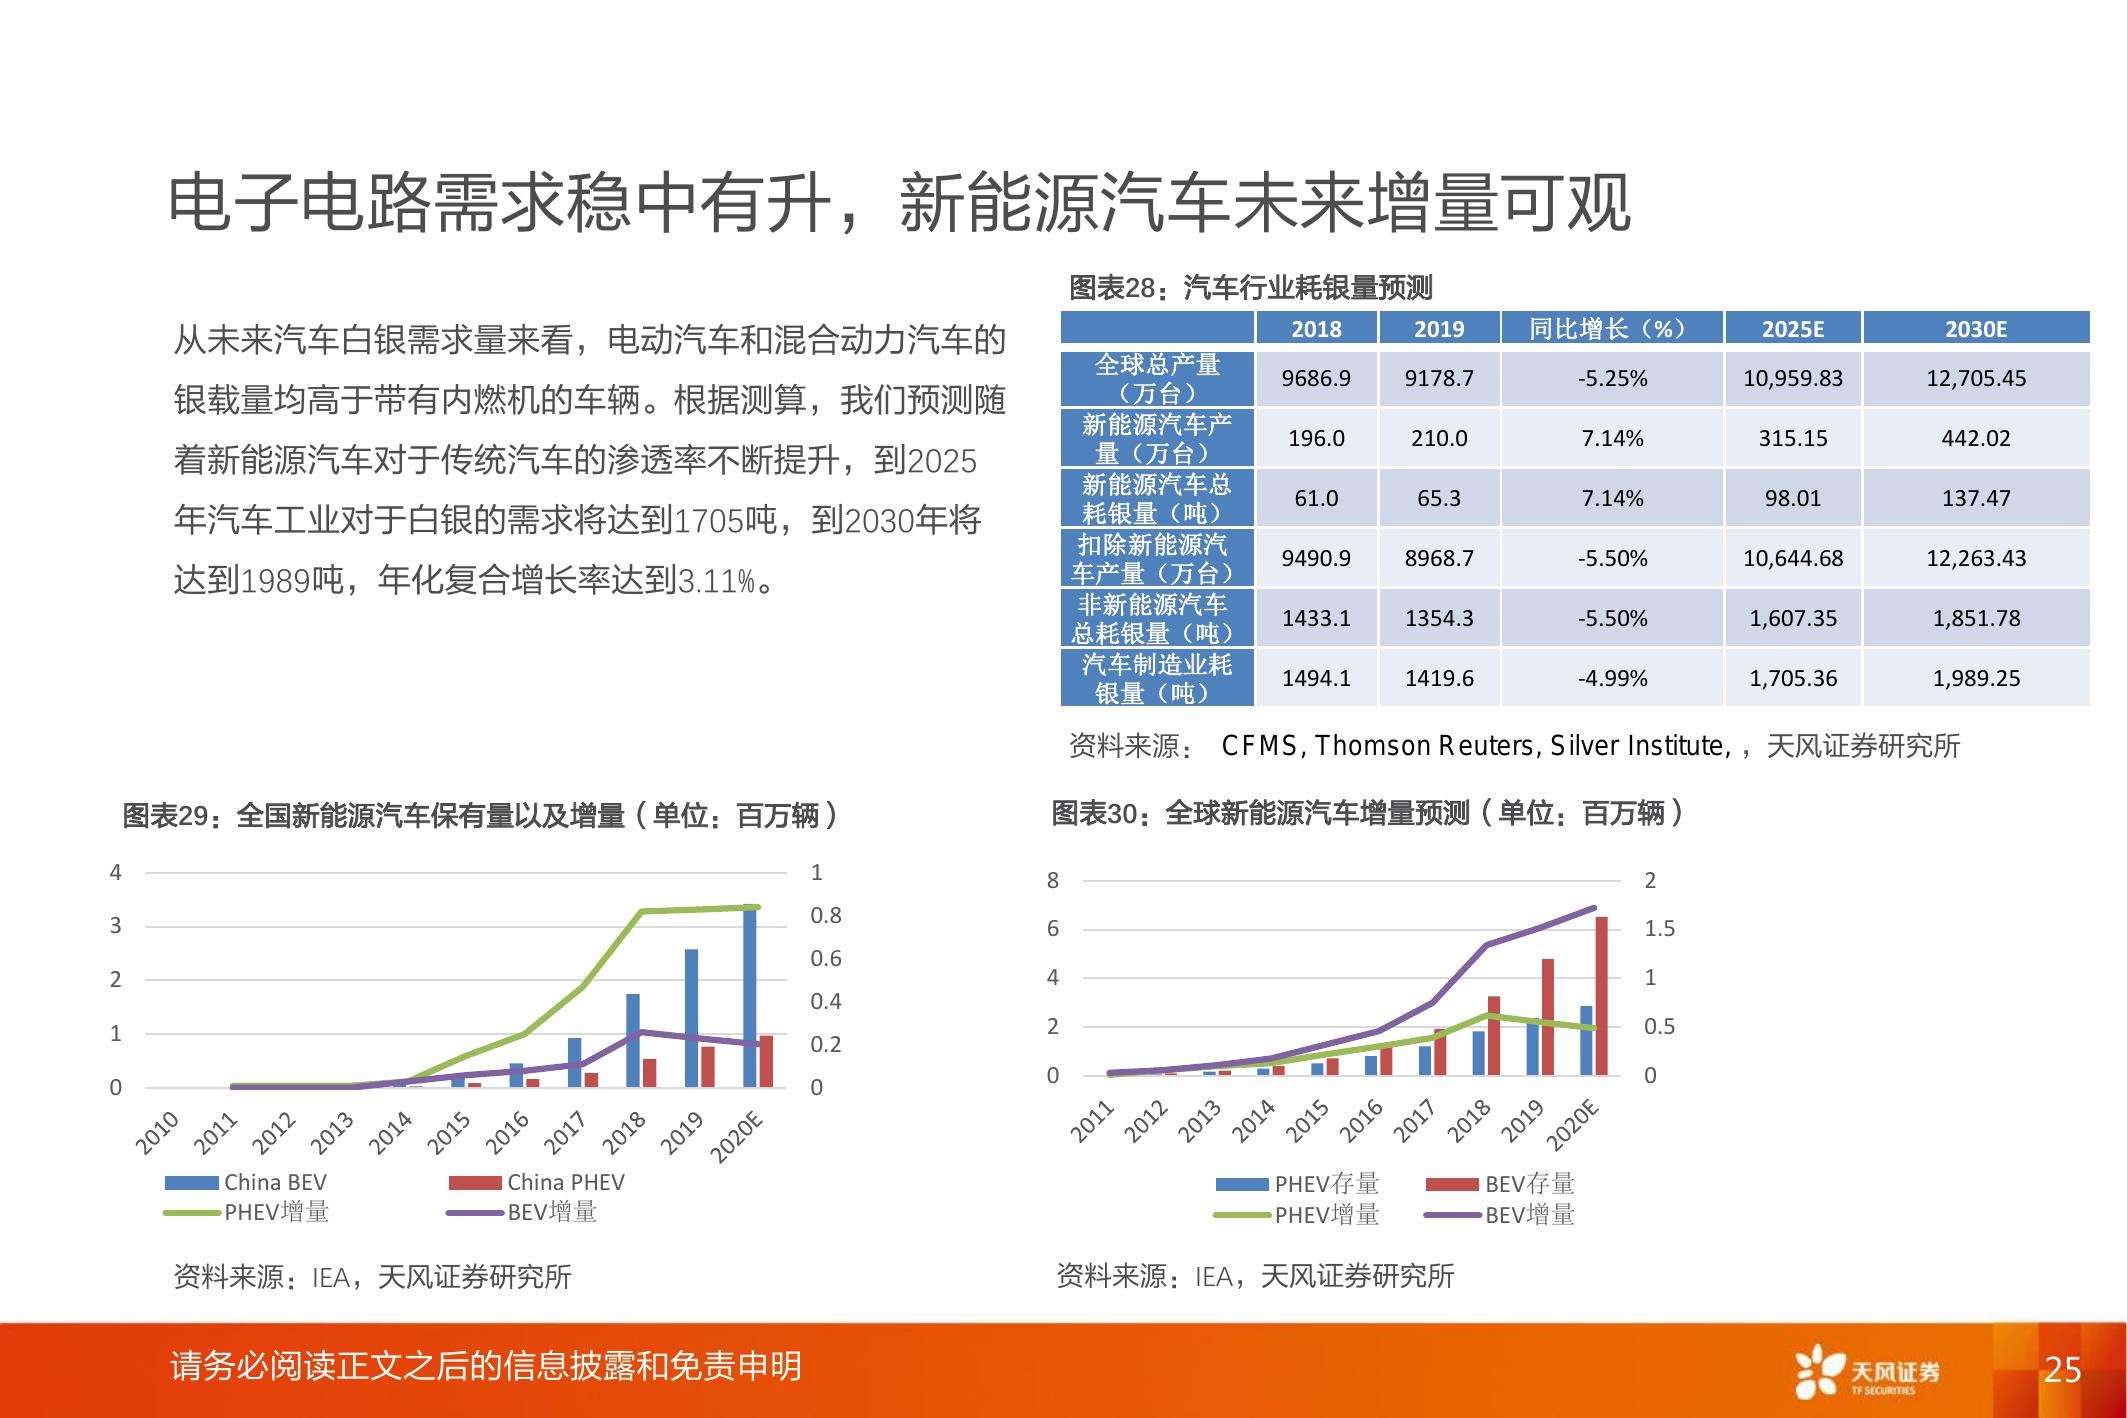 电子电路需求稳中有升，新能源汽车未来增量可观
从未来汽车白银需求量来看，电动汽车和混合动力汽车的
银载量均高于带有内燃机的车辆。根据测算，我们预测随
着新能源汽车对于传统汽车的渗透率不断提升，到2025
年汽车工业对于白银的需求将达到1705吨，到2030年将
达到1989吨，年化复合增长率达到3.11%。
图表28：汽车行业耗银量预测
2018 2019 同比增长（%） 2025E 2030E
全球总产量
（万台） 9686.9 9178.7 -5.25% 10,959.83 12,705.45
新能源汽车产
量（万台） 196.0 210.0 7.14% 315.15 442.02
新能源汽车总
耗银量（吨） 61.0 65.3 7.14% 98.01 137.47
扣除新能源汽
车产量（万台） 9490.9 8968.7 -5.50% 10,644.68 12,263.43
非新能源汽车
总耗银量（吨） 1433.1 1354.3 -5.50% 1,607.35 1,851.78
汽车制造业耗
银量（吨） 1494.1 1419.6 -4.99% 1,705.36 1,989.25
资料来源： CFMS, Thomson Reuters, Silver Institute, ，天风证券研究所
图表29：全国新能源汽车保有量以及增量（单位：百万辆）
4 1
3 0.8
0.6
2 0.4
1 0.2
0 0
2010 2011 2012 2013 2014 2015 2016 2017 2018 2019 2020E
China BEV China PHEV
PHEV增量 BEV增量
资料来源：IEA，天风证券研究所
图表30：全球新能源汽车增量预测（单位：百万辆）
8 2
6 1.5
4 1
2 0.5
0 0
2011 2012 2013 2014 2015 2016 2017 2018 2019 2020E
PHEV存量 BEV存量
PHEV增量 BEV增量
资料来源：IEA，天风证券研究所
请务必阅读正文之后的信息披露和免责申明
天风证券
TF SECURITIES
25